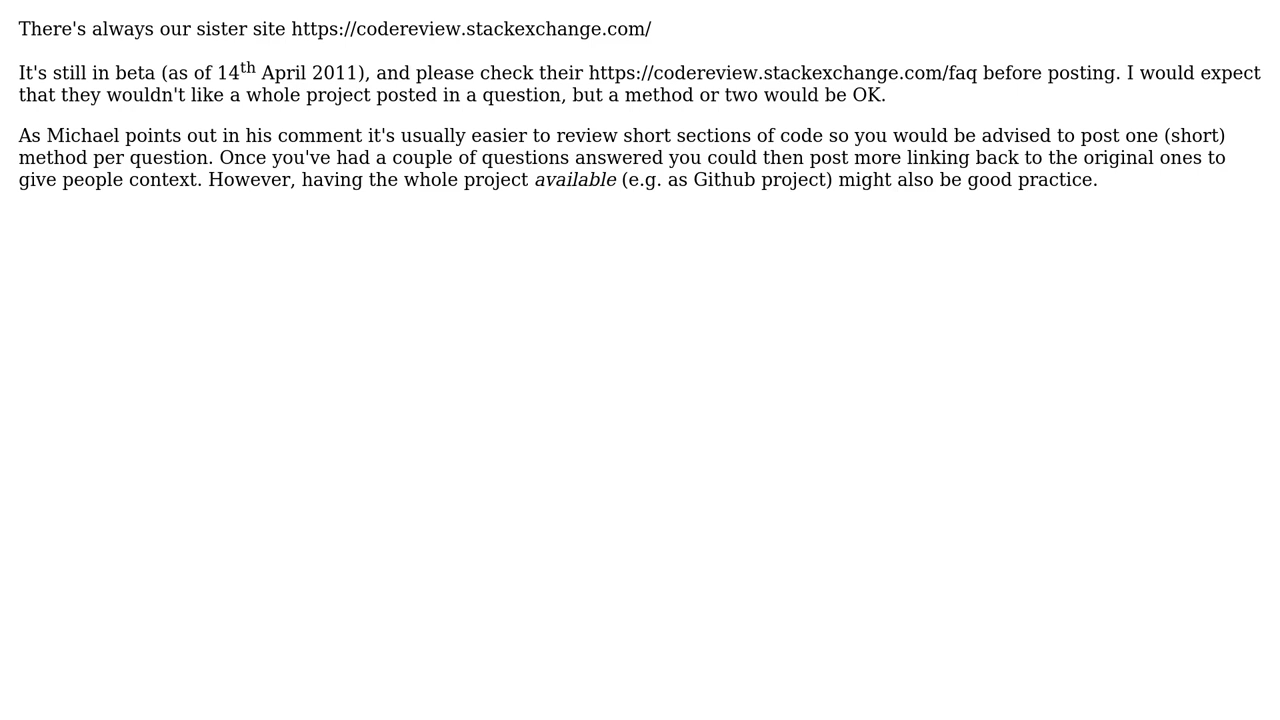 There's always our sister site https://codereview.stackexchange.com/
It's still in beta (as of 14th April 2011), and please check their https://codereview.stackexchange.com/faq before posting. I would expect
that they wouldn't like a whole project posted in a question, but a method or two would be OK.
As Michael points out in his comment it's usually easier to review short sections of code so you would be advised to post one (short)
method per question. Once you've had a couple of questions answered you could then post more linking back to the original ones to
give people context. However, having the whole project available (e.g. as Github project) might also be good practice.